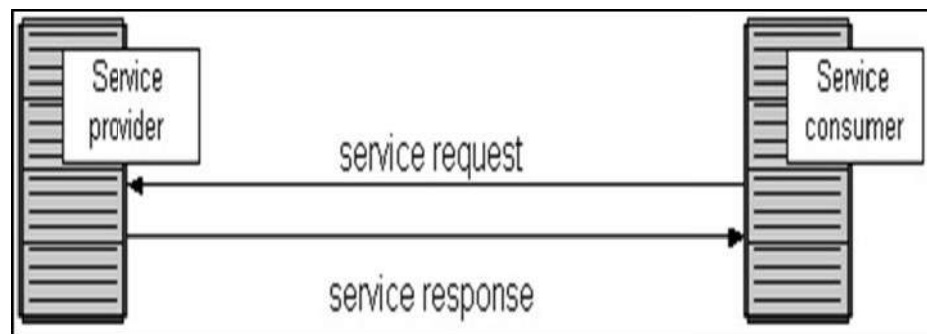 Service
provider
Service
consumer
service request
service response